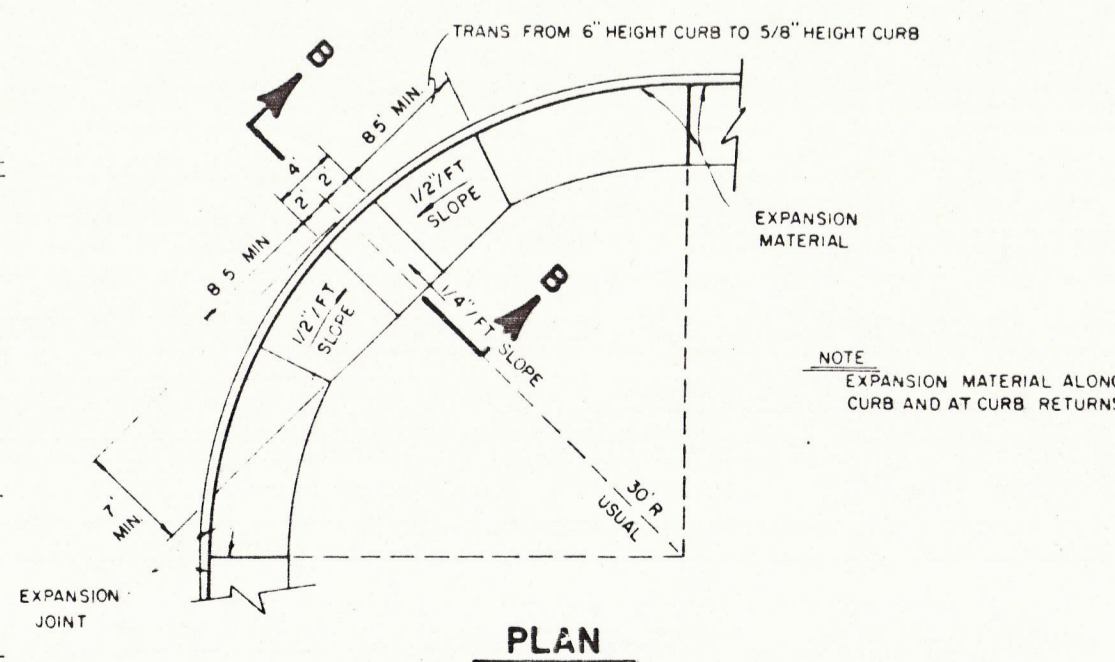 TRANS FROM 6" HEIGHT CURB TO 5/8" HEIGHT CURB
B
8 5' MIN.
4'
2' 2'
8 5' MIN
1/2"/FT
SLOPE
1/2"/FT
SLOPE
B
1/4"/FT SLOPE
EXPANSION
MATERIAL
NOTE
EXPANSION MATERIAL ALONG
CURB AND AT CURB RETURNS
30' R
USUAL
7'
MIN.
EXPANSION
JOINT
PLAN